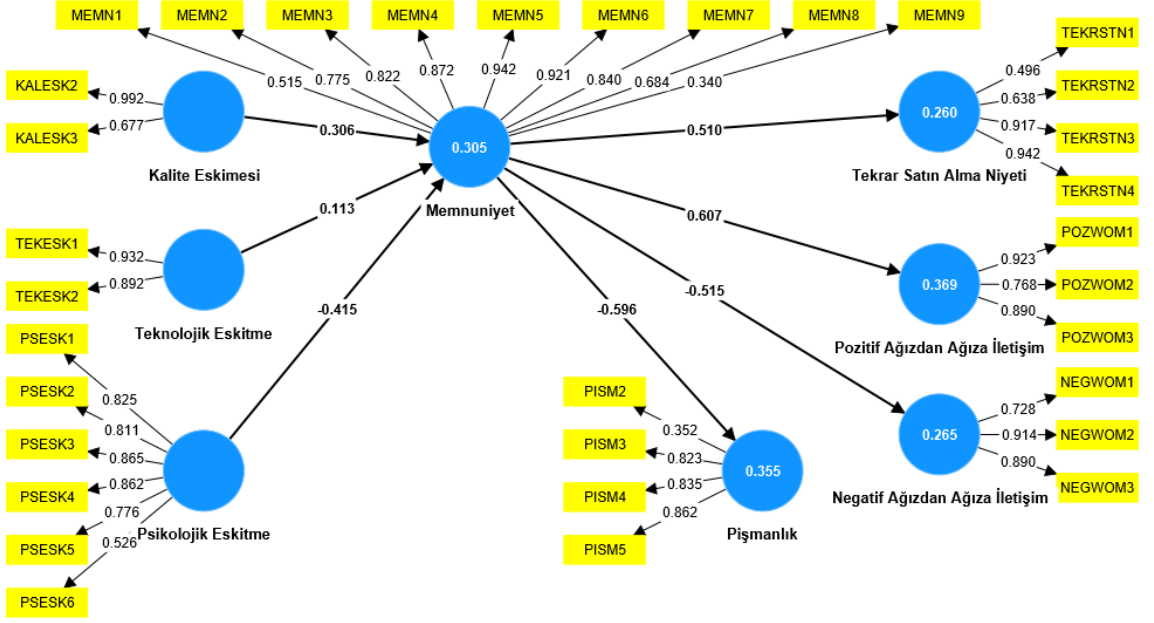 MEMN1
MEMN2
MEMN3
MEMN4
MEMN5
MEMN6
MEMN7
MEMN8
MEMN9
0.515
0.775
0.822
0.872
0.942
0.921
0.840
0.684
0.340
KALESK2
KALESK3
0.992
0.677
Kalite Eskimesi
0.306
0.305
Memnuniyet
TEKESK1
TEKESK2
0.932
0.892
Teknolojik Eskitme
0.113
PSESK1
PSESK2
PSESK3
PSESK4
PSESK5
PSESK6
0.825
0.811
0.865
0.862
0.776
0.526
Psikolojik Eskitme
-0.415
0.510
0.260
Tekrar Satın Alma Niyeti
0.496
0.638
0.917
0.942
TEKRSTN1
TEKRSTN2
TEKRSTN3
TEKRSTN4
0.607
0.369
Pozitif Ağızdan Ağıza İletişim
0.923
0.768
0.890
POZWOM1
POZWOM2
POZWOM3
-0.515
0.265
Negatif Ağızdan Ağıza İletişim
0.728
0.914
0.890
NEGWOM1
NEGWOM2
NEGWOM3
-0.596
0.355
Pişmanlık
PISM2
PISM3
PISM4
PISM5
0.352
0.823
0.835
0.862